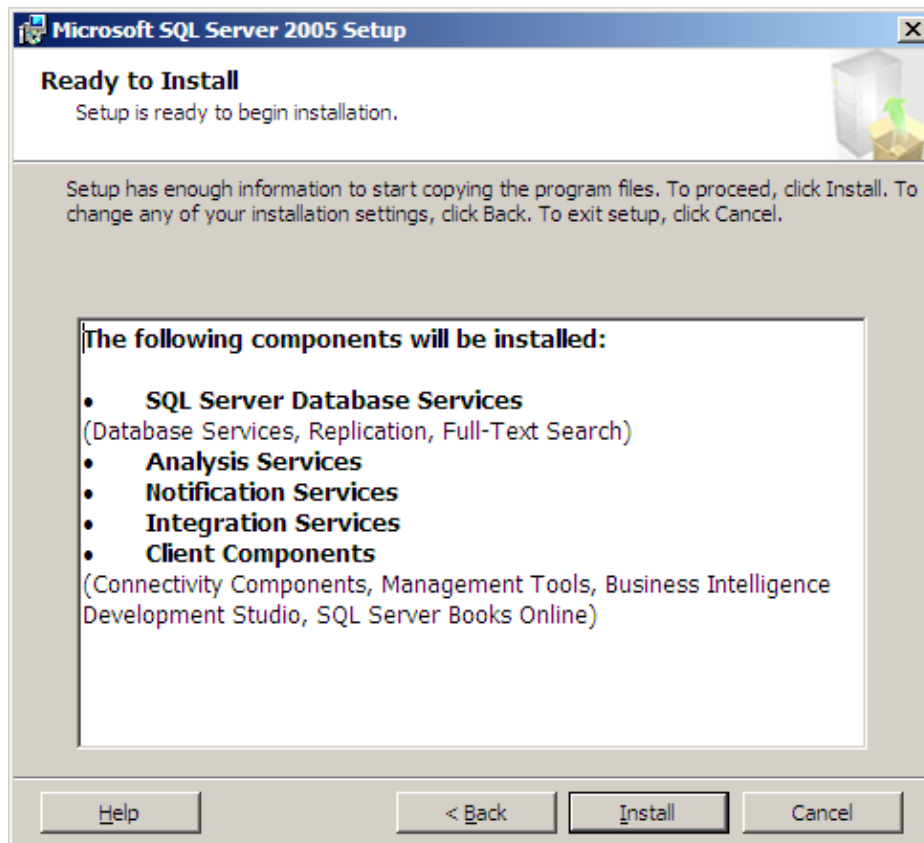 Microsoft SQL Server 2005 Setup
Ready to Install
Setup is ready to begin installation.
Setup has enough information to start copying the program files. To proceed, click Install. To
change any of your installation settings, click Back. To exit setup, click Cancel.
The following components will be installed:
• SQL Server Database Services
(Database Services, Replication, Full-Text Search)
• Analysis Services
• Notification Services
• Integration Services
• Client Components
(Connectivity Components, Management Tools, Business Intelligence
Development Studio, SQL Server Books Online)
Help < Back Install Cancel